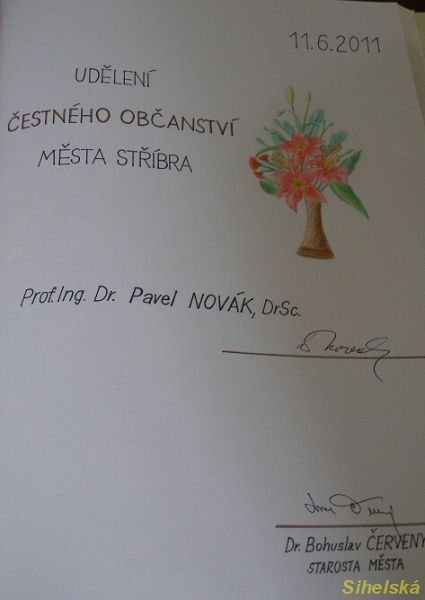 11.6.2011
UDĚLENÍ
ČESTNÉHO OBČANSTVÍ
MĚSTA STŘÍBRA
Prof. Ing. Dr. Pavel NOVÁK, DrSc.
Dr. Bohuslav ČERVENÝ
STAROSTA MĚSTA
Sihelská